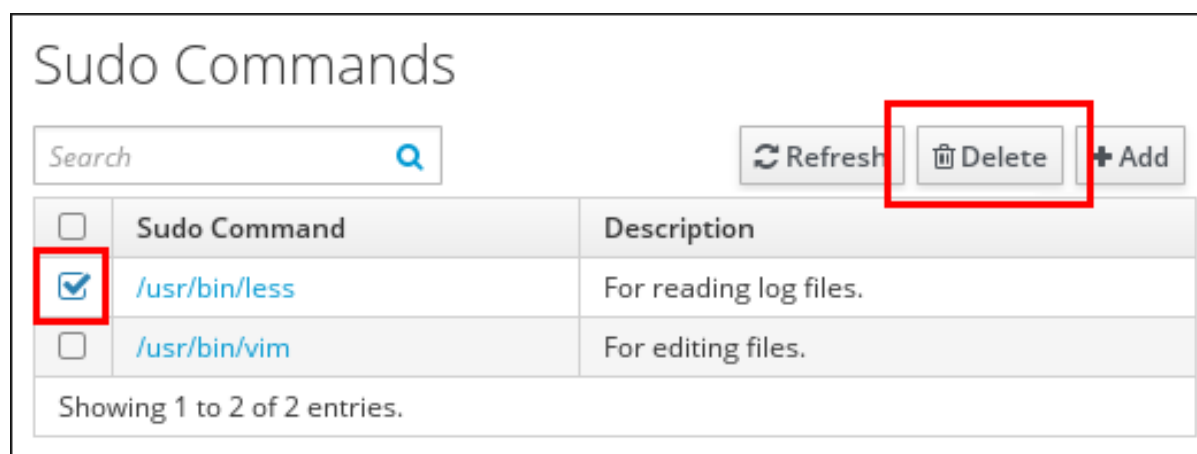 Sudo Commands
Search Refresh Delete Add
Sudo Command Description
/usr/bin/less For reading log files.
/usr/bin/vim For editing files.
Showing 1 to 2 of 2 entries.